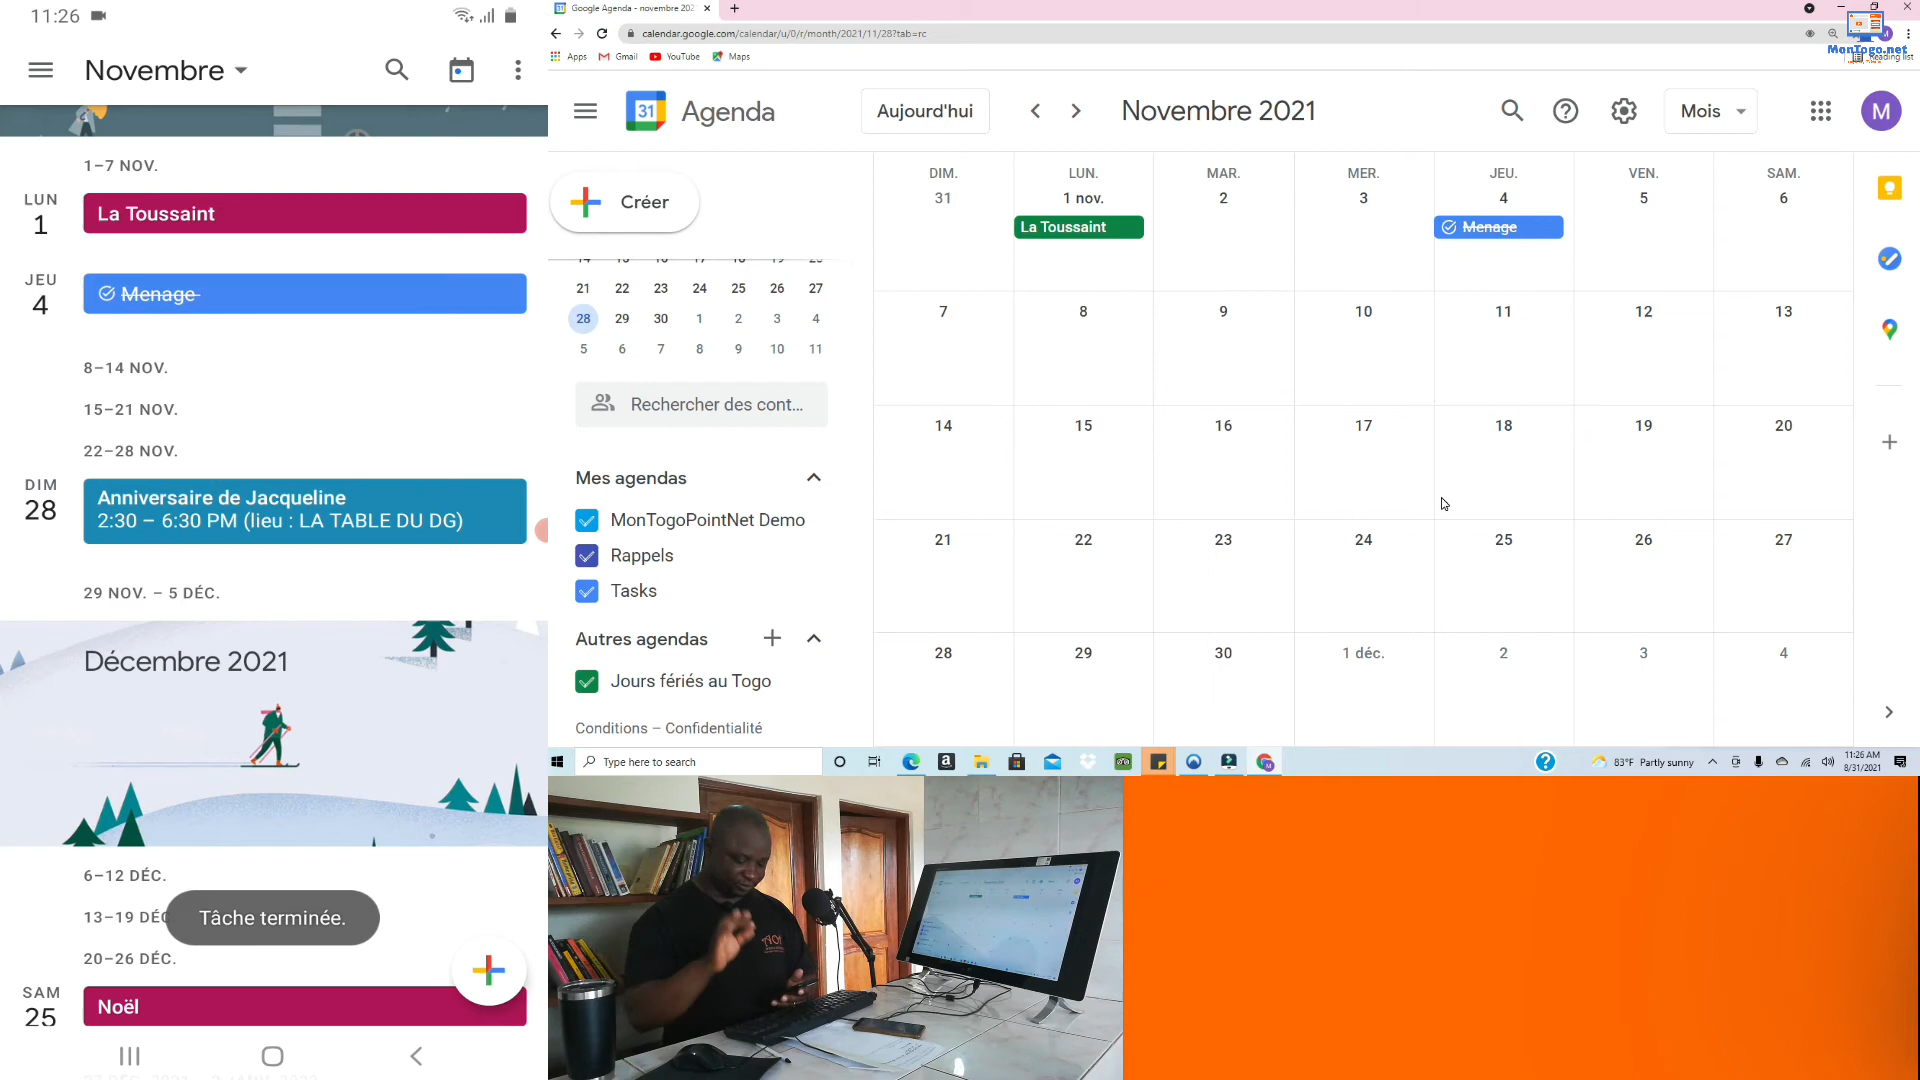 11:26
Novembre
1–7 NOV.
LUN
1
La Toussaint
JEU
4
Menage
8–14 NOV.
15–21 NOV.
22–28 NOV.
DIM
28
Anniversaire de Jacqueline
2:30 – 6:30 PM (lieu : LA TABLE DU DG)
29 NOV. – 5 DÉC.
Décembre 2021
6–12 DÉC.
13–19 DÉC
Tâche terminée.
20–26 DÉC.
SAM
25
Noël
Google Agenda - novembre 202
calendar.google.com/calendar/u/0/r/month/2021/11/28?tab=rc
Apps Gmail YouTube Maps
MonTogo.net
Reading list
31 Agenda Aujourd'hui Novembre 2021 Mois M
Créer
21 22 23 24 25 26 27
28 29 30 1 2 3 4
5 6 7 8 9 10 11
Rechercher des cont...
Mes agendas
MonTogoPointNet Demo
Rappels
Tasks
Autres agendas
Jours fériés au Togo
Conditions – Confidentialité
DIM. LUN. MAR. MER. JEU. VEN. SAM.
31 1 nov. 2 3 4 5 6
La Toussaint Menage
7 8 9 10 11 12 13
14 15 16 17 18 19 20
21 22 23 24 25 26 27
28 29 30 1 déc. 2 3 4
Type here to search
83°F Partly sunny
11:26 AM
8/31/2021